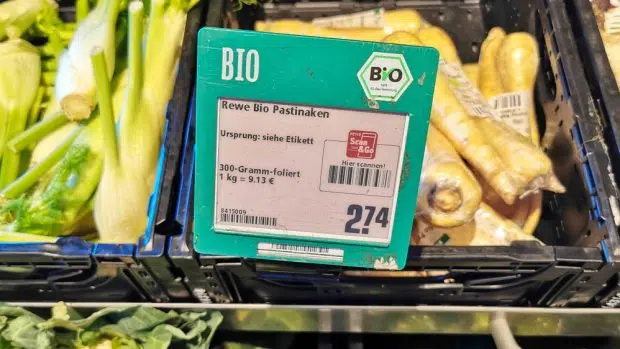 BIO
BiO
Rewe Bio Pastinaken
Ursprung: siehe Etikett
Scan
&Go
Hier scannen!
300-Gramm-foliert
1 kg = 9.13 €
8415009
2.74